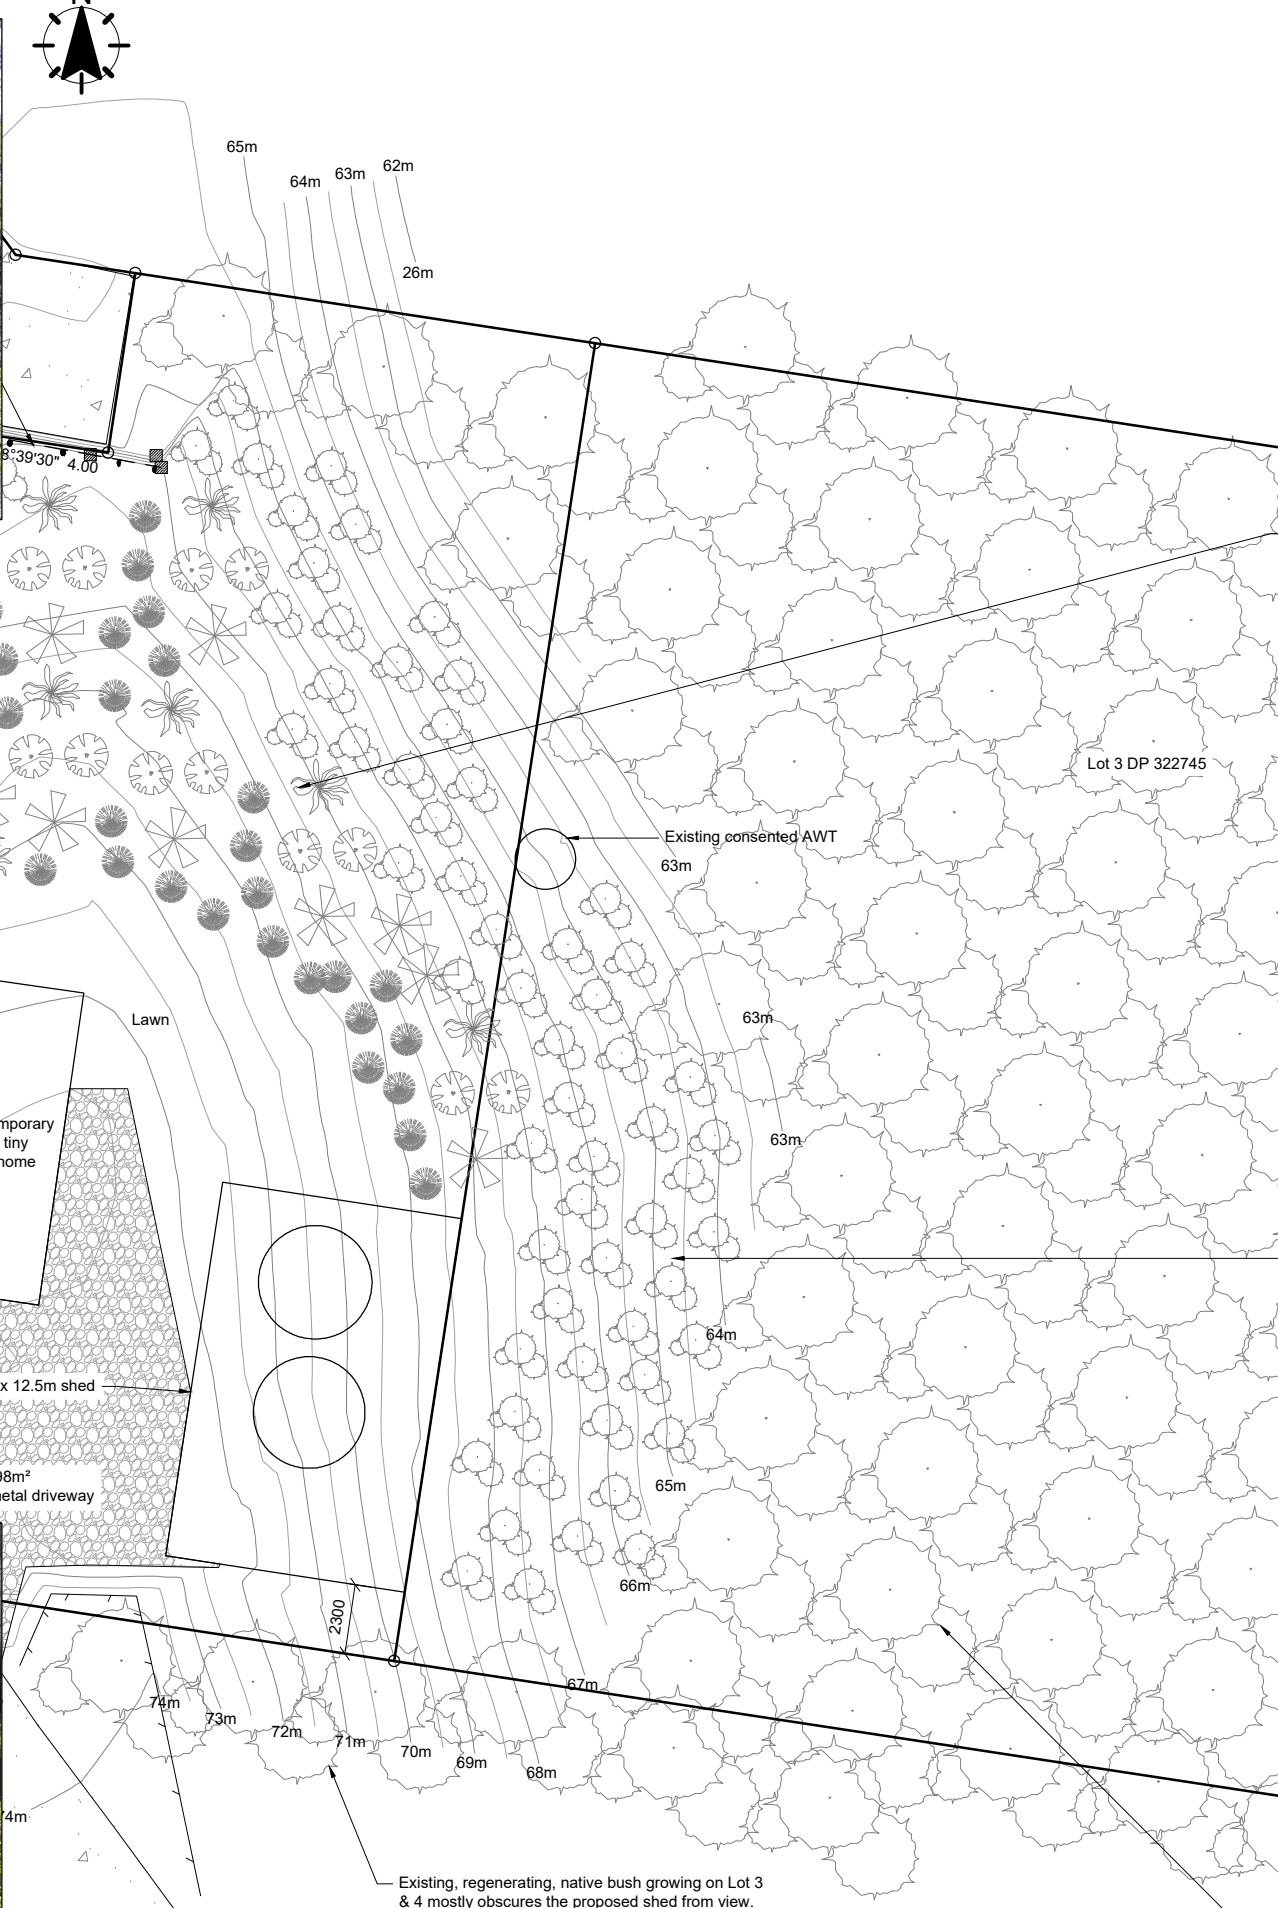 N
65m
64m
63m
62m
26m
8°39'30" 4.00
Lot 3 DP 322745
Existing consented AWT
63m
63m
Lawn
mporary
tiny
home
63m
64m
x 12.5m shed
98m²
etal driveway
65m
66m
2300
67m
74m
73m
72m
71m
70m
69m
68m
74m
Existing, regenerating, native bush growing on Lot 3
& 4 mostly obscures the proposed shed from view.